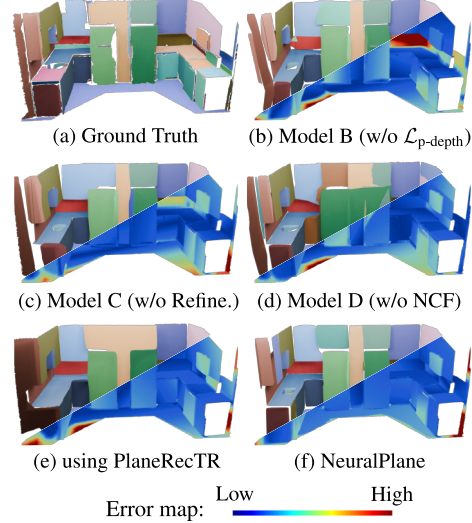 (a) Ground Truth
(b) Model B (w/o ℒp-depth)
(c) Model C (w/o Refine.)
(d) Model D (w/o NCF)
(e) using PlaneRecTR
(f) NeuralPlane
Error map:
Low
High